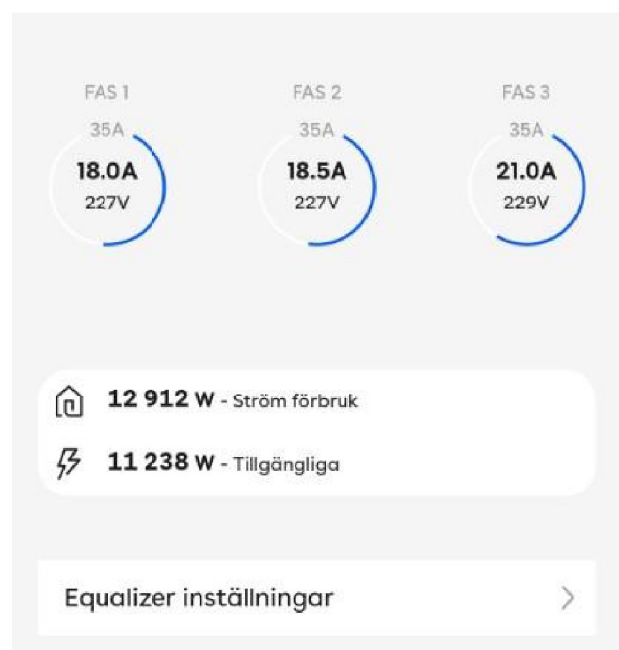 FAS 1 FAS 2 FAS 3
35A 35A 35A
18.0A 18.5A 21.0A
227V 227V 229V
12 912 W - Ström förbruk
11 238 W - Tillgängliga
Equalizer inställningar